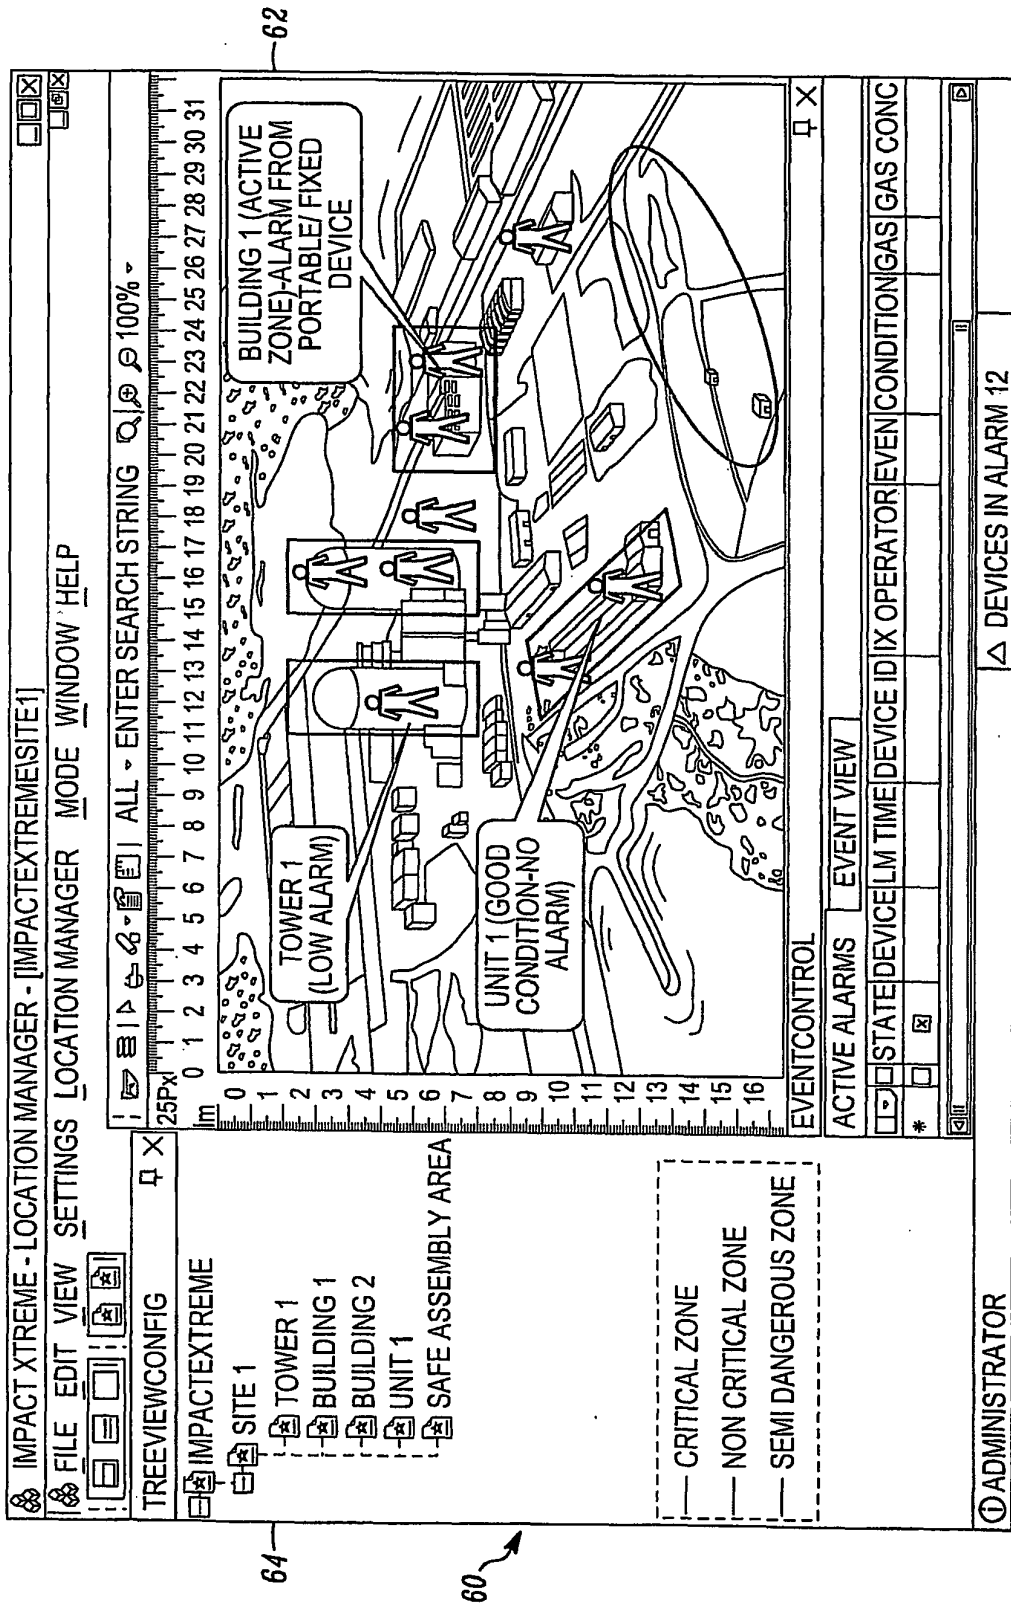 IMPACT XTREME - LOCATION MANAGER - [IMPACTEXTREME\SITE1]
FILE EDIT VIEW SETTINGS LOCATION MANAGER MODE WINDOW HELP
ALL - ENTER SEARCH STRING 100%
TREEVIEWCONFIG
IMPACTEXTREME
SITE 1
TOWER 1
BUILDING 1
BUILDING 2
UNIT 1
SAFE ASSEMBLY AREA
CRITICAL ZONE
NON CRITICAL ZONE
SEMI DANGEROUS ZONE
25Px
0 1 2 3 4 5 6 7 8 9 10 11 12 13 14 15 16 17 18 19 20 21 22 23 24 25 26 27 28 29 30 31
lm
0
1
2
3
4
5
6
7
8
9
10
11
12
13
14
15
16
TOWER 1
(LOW ALARM)
BUILDING 1 (ACTIVE
ZONE)-ALARM FROM
PORTABLE/ FIXED
DEVICE
UNIT 1 (GOOD
CONDITION-NO
ALARM)
EVENTCONTROL
ACTIVE ALARMS EVENT VIEW
STATE DEVICE LM TIME DEVICE ID IX OPERATOR EVEN CONDITION GAS GAS CONC
*
ADMINISTRATOR
DEVICES IN ALARM 12
60
62
64